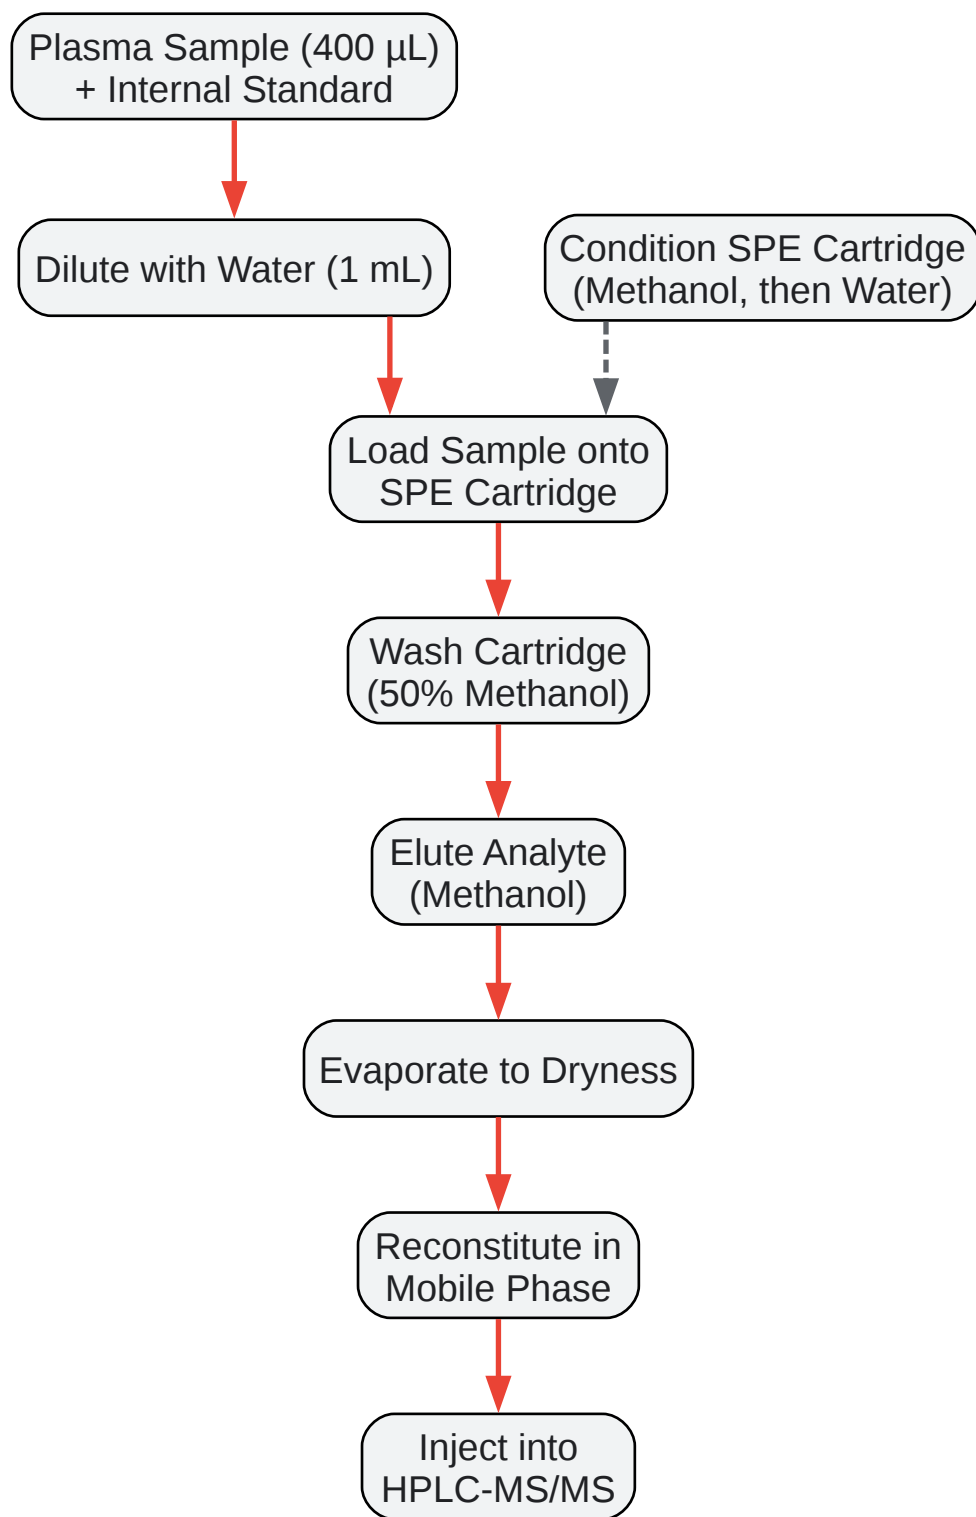 Plasma Sample (400 µL)
+ Internal Standard
Dilute with Water (1 mL)
Condition SPE Cartridge
(Methanol, then Water)
Load Sample onto
SPE Cartridge
Wash Cartridge
(50% Methanol)
Elute Analyte
(Methanol)
Evaporate to Dryness
Reconstitute in
Mobile Phase
Inject into
HPLC-MS/MS